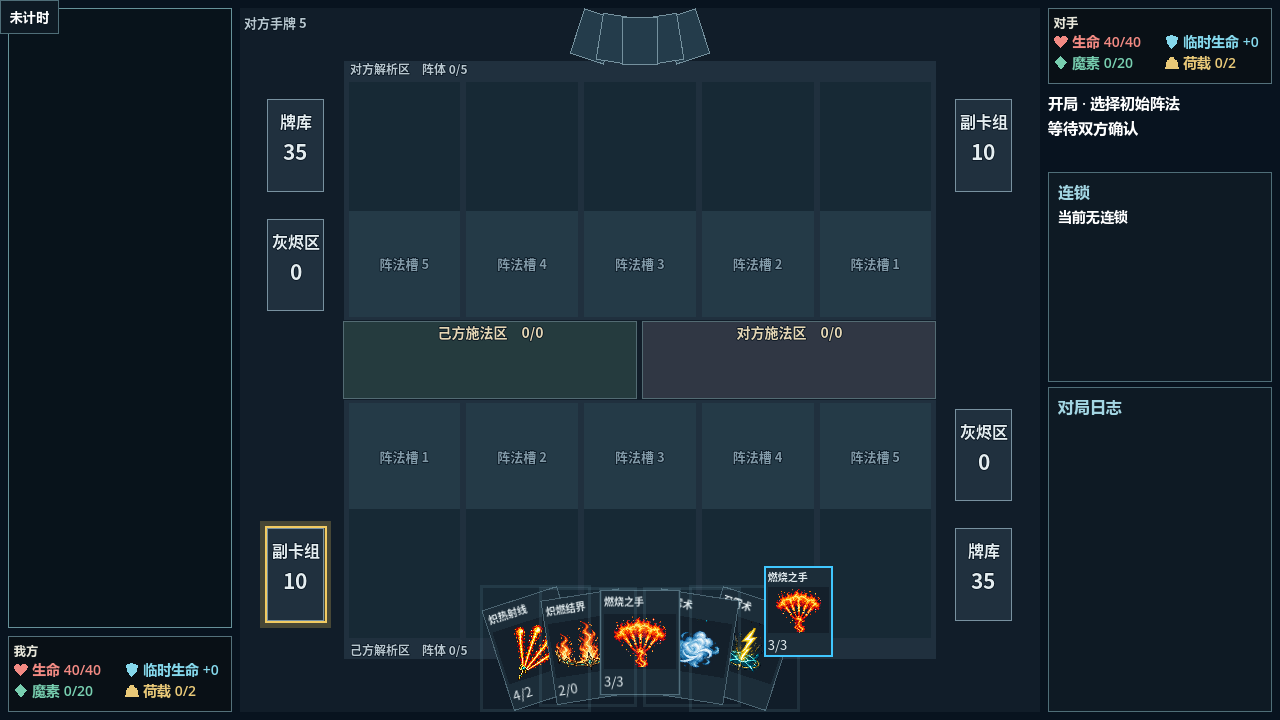 未计时
对方手牌 5
对手
生命 40/40
临时生命 +0
魔素 0/20
荷载 0/2
开局 · 选择初始阵法
等待双方确认
连锁
当前无连锁
对局日志
对方解析区 阵体 0/5
牌库
35
灰烬区
0
副卡组
10
阵法槽 5
阵法槽 4
阵法槽 3
阵法槽 2
阵法槽 1
己方施法区 0/0
对方施法区 0/0
阵法槽 1
阵法槽 2
阵法槽 3
阵法槽 4
阵法槽 5
灰烬区
0
副卡组
10
牌库
35
己方解析区 阵体 0/5
炽热射线
4/2
炽燃结界
2/0
燃烧之手
3/3
术
术
燃烧之手
3/3
我方
生命 40/40
临时生命 +0
魔素 0/20
荷载 0/2